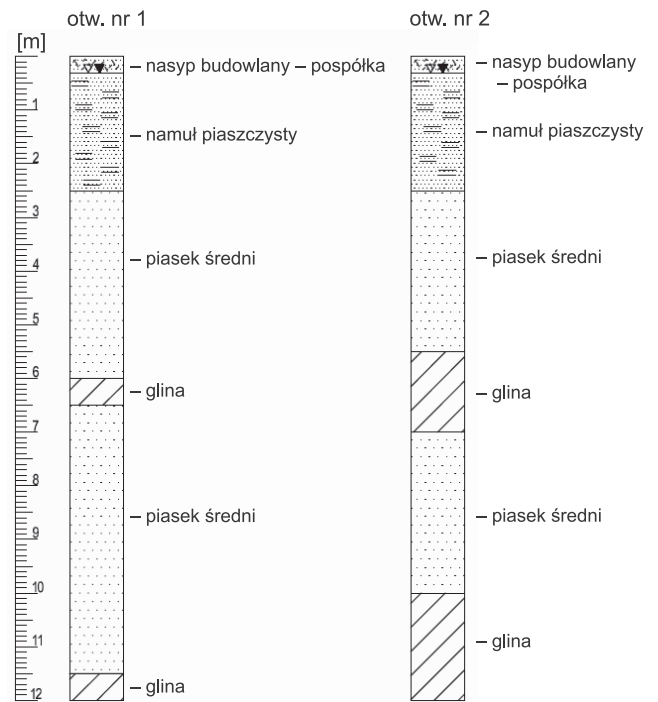 otw. nr 1
otw. nr 2
[m]
– nasyp budowlany – pospółka
– nasyp budowlany
– pospółka
1
– namuł piaszczysty
– namuł piaszczysty
2
3
– piasek średni
– piasek średni
4
5
6
– glina
– glina
7
8
– piasek średni
– piasek średni
9
10
11
– glina
– glina
12